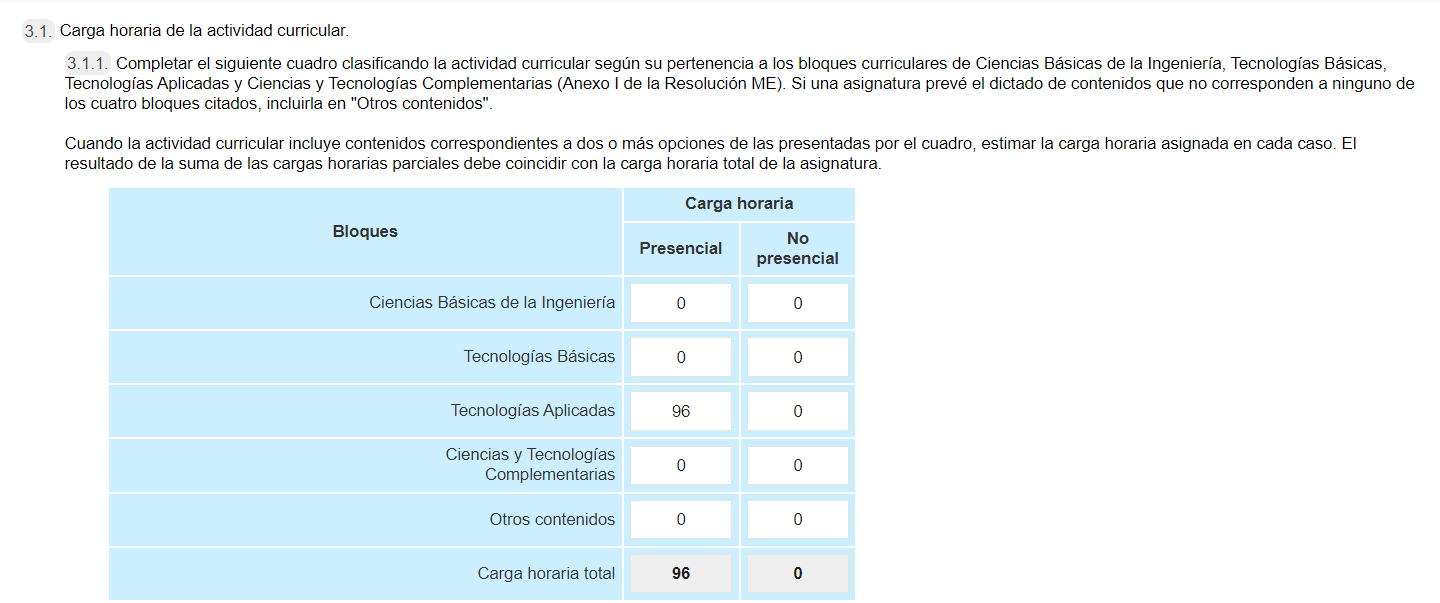 3.1. Carga horaria de la actividad curricular.
3.1.1. Completar el siguiente cuadro clasificando la actividad curricular según su pertenencia a los bloques curriculares de Ciencias Básicas de la Ingeniería, Tecnologías Básicas,
Tecnologías Aplicadas y Ciencias y Tecnologías Complementarias (Anexo I de la Resolución ME). Si una asignatura prevé el dictado de contenidos que no corresponden a ninguno de
los cuatro bloques citados, incluirla en "Otros contenidos".
Cuando la actividad curricular incluye contenidos correspondientes a dos o más opciones de las presentadas por el cuadro, estimar la carga horaria asignada en cada caso. El
resultado de la suma de las cargas horarias parciales debe coincidir con la carga horaria total de la asignatura.
Bloques
Carga horaria
Presencial
No
presencial
Ciencias Básicas de la Ingeniería 0 0
Tecnologías Básicas 0 0
Tecnologías Aplicadas 96 0
Ciencias y Tecnologías
Complementarias 0 0
Otros contenidos 0 0
Carga horaria total 96 0